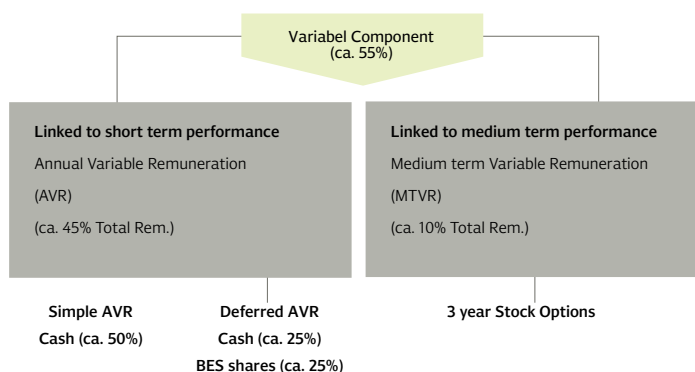 Variabel Component
(ca. 55%)
Linked to short term performance
Annual Variable Remuneration
(AVR)
(ca. 45% Total Rem.)
Linked to medium term performance
Medium term Variable Remuneration
(MTVR)
(ca. 10% Total Rem.)
Simple AVR
Cash (ca. 50%)
Deferred AVR
Cash (ca. 25%)
BES shares (ca. 25%)
3 year Stock Options